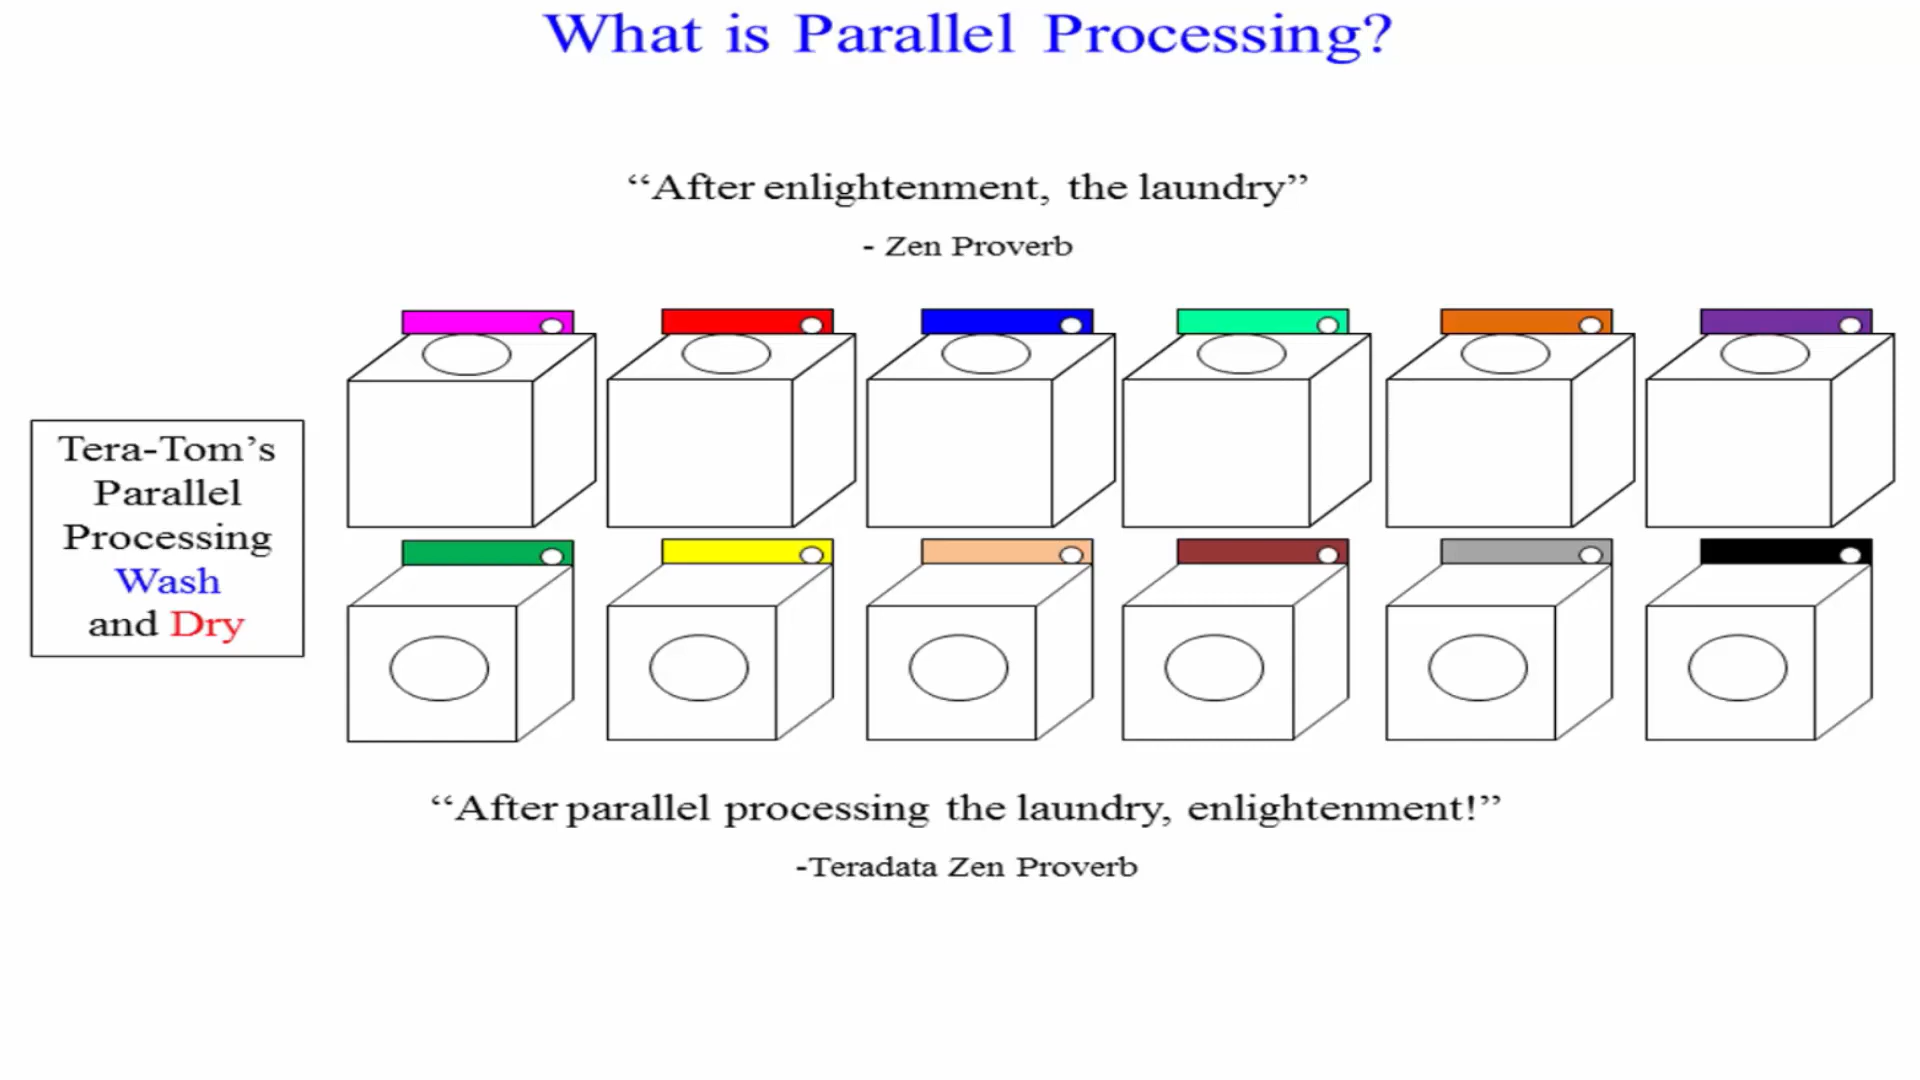 What is Parallel Processing?
“After enlightenment, the laundry”
- Zen Proverb
Tera-Tom’s
Parallel
Processing
Wash
and Dry
“After parallel processing the laundry, enlightenment!”
-Teradata Zen Proverb